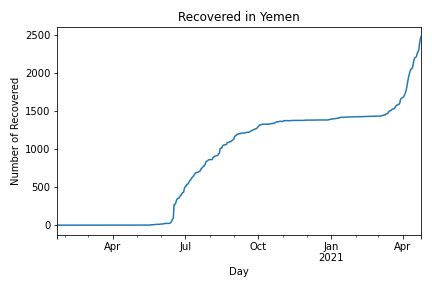 Recovered in Yemen
2500
2000
1500
1000
500
0
Number of Recovered
Apr Jul Oct Jan Apr
2021
Day